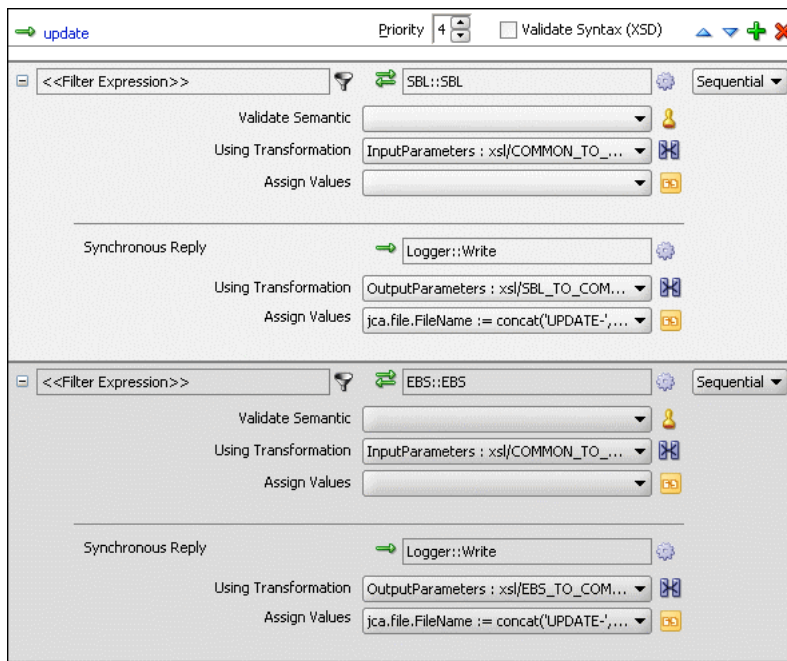 update Priority 4 Validate Syntax (XSD)
<<Filter Expression>> SBL::SBL Sequential
Validate Semantic
Using Transformation InputParameters : xsl/COMMON_TO_...
Assign Values
Synchronous Reply Logger::Write
Using Transformation OutputParameters : xsl/SBL_TO_COM...
Assign Values jca.file.FileName := concat('UPDATE-',...
<<Filter Expression>> EBS::EBS Sequential
Validate Semantic
Using Transformation InputParameters : xsl/COMMON_TO_...
Assign Values
Synchronous Reply Logger::Write
Using Transformation OutputParameters : xsl/EBS_TO_COM...
Assign Values jca.file.FileName := concat('UPDATE-',...